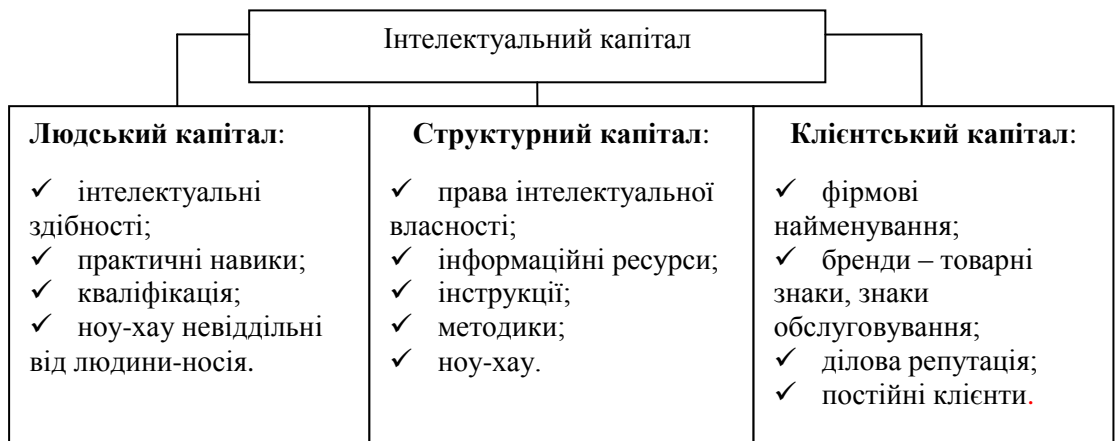 Інтелектуальний капітал
Людський капітал:
✓ інтелектуальні
здібності;
✓ практичні навики;
✓ кваліфікація;
✓ ноу-хау невіддільні
від людини-носія.
Структурний капітал:
✓ права інтелектуальної
власності;
✓ інформаційні ресурси;
✓ інструкції;
✓ методики;
✓ ноу-хау.
Клієнтський капітал:
✓ фірмові
найменування;
✓ бренди – товарні
знаки, знаки
обслуговування;
✓ ділова репутація;
✓ постійні клієнти.